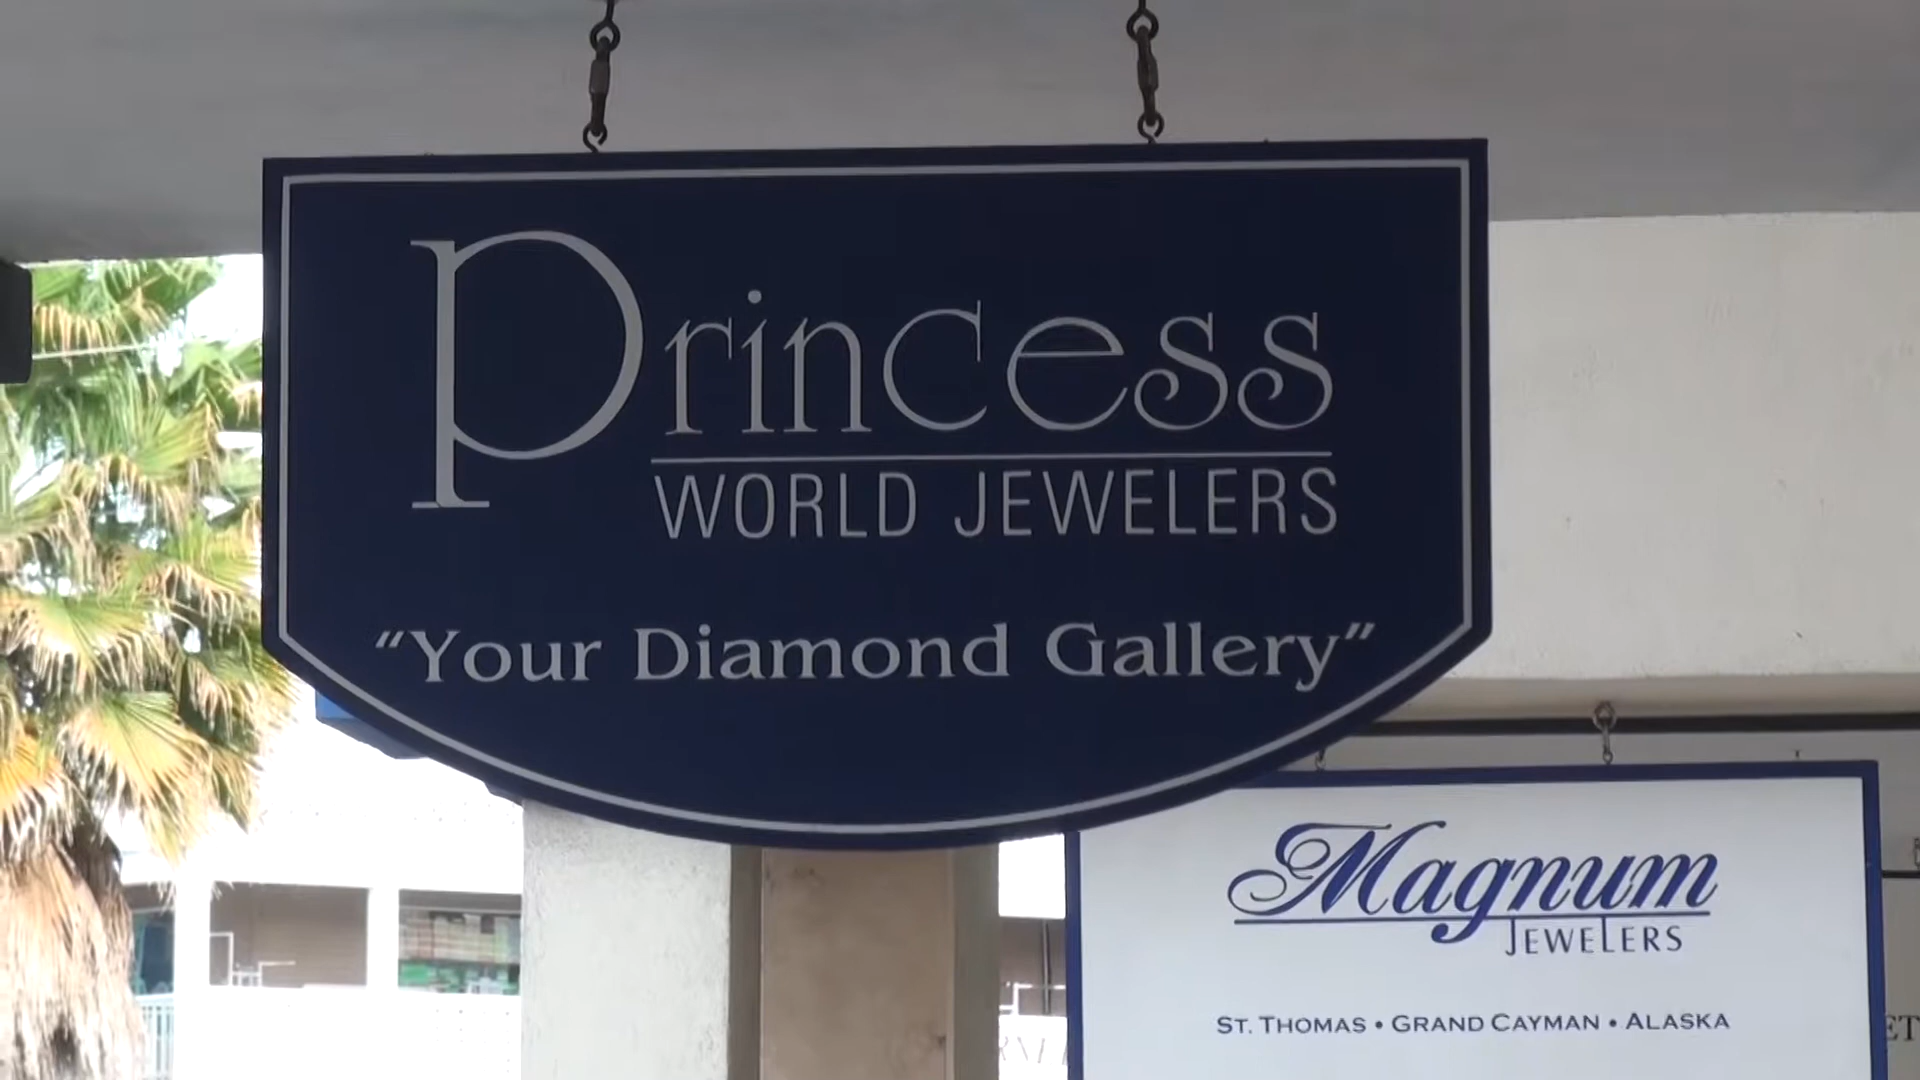 Princess
WORLD JEWELERS
“Your Diamond Gallery”
Magnum
JEWELERS
ST. THOMAS • GRAND CAYMAN • ALASKA